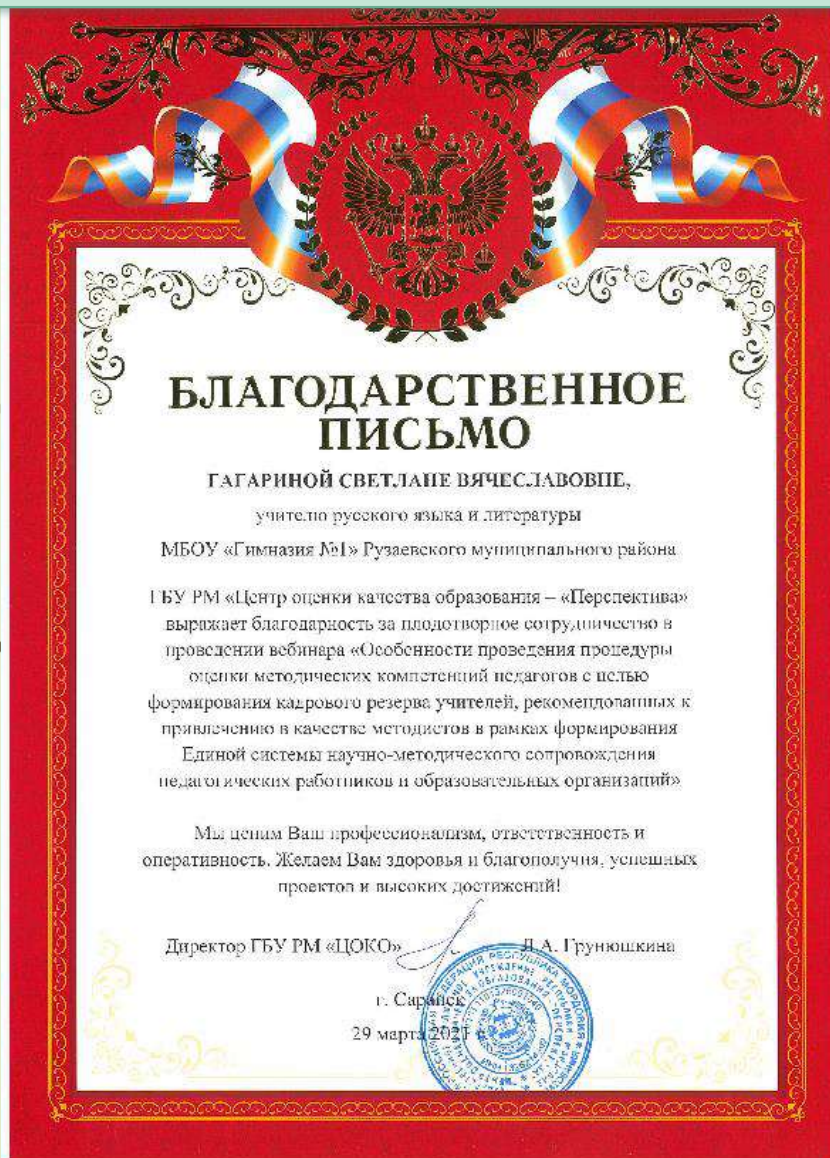 БЛАГОДАРСТВЕННОЕ
ПИСЬМО
ГАГАРИНОЙ СВЕТЛАНЕ ВЯЧЕСЛАВОВНЕ,
учителю русского языка и литературы
МБОУ «Гимназия №1» Рузаевского муниципального района
ГБУ РМ «Центр оценки качества образования – «Перспектива»
выражает благодарность за плодотворное сотрудничество в
проведении вебинара «Особенности проведения процедуры
оценки методических компетенций педагогов с целью
формирования кадрового резерва учителей, рекомендованных к
привлечению в качестве методистов в рамках формирования
Единой системы научно-методического сопровождения
педагогических работников и образовательных организаций»
Мы ценим Ваш профессионализм, ответственность и
оперативность. Желаем Вам здоровья и благополучия, успешных
проектов и высоких достижений!
Директор ГБУ РМ «ЦОКО» Л.А. Грунюшкина
г. Саранск
29 марта 2021 г.